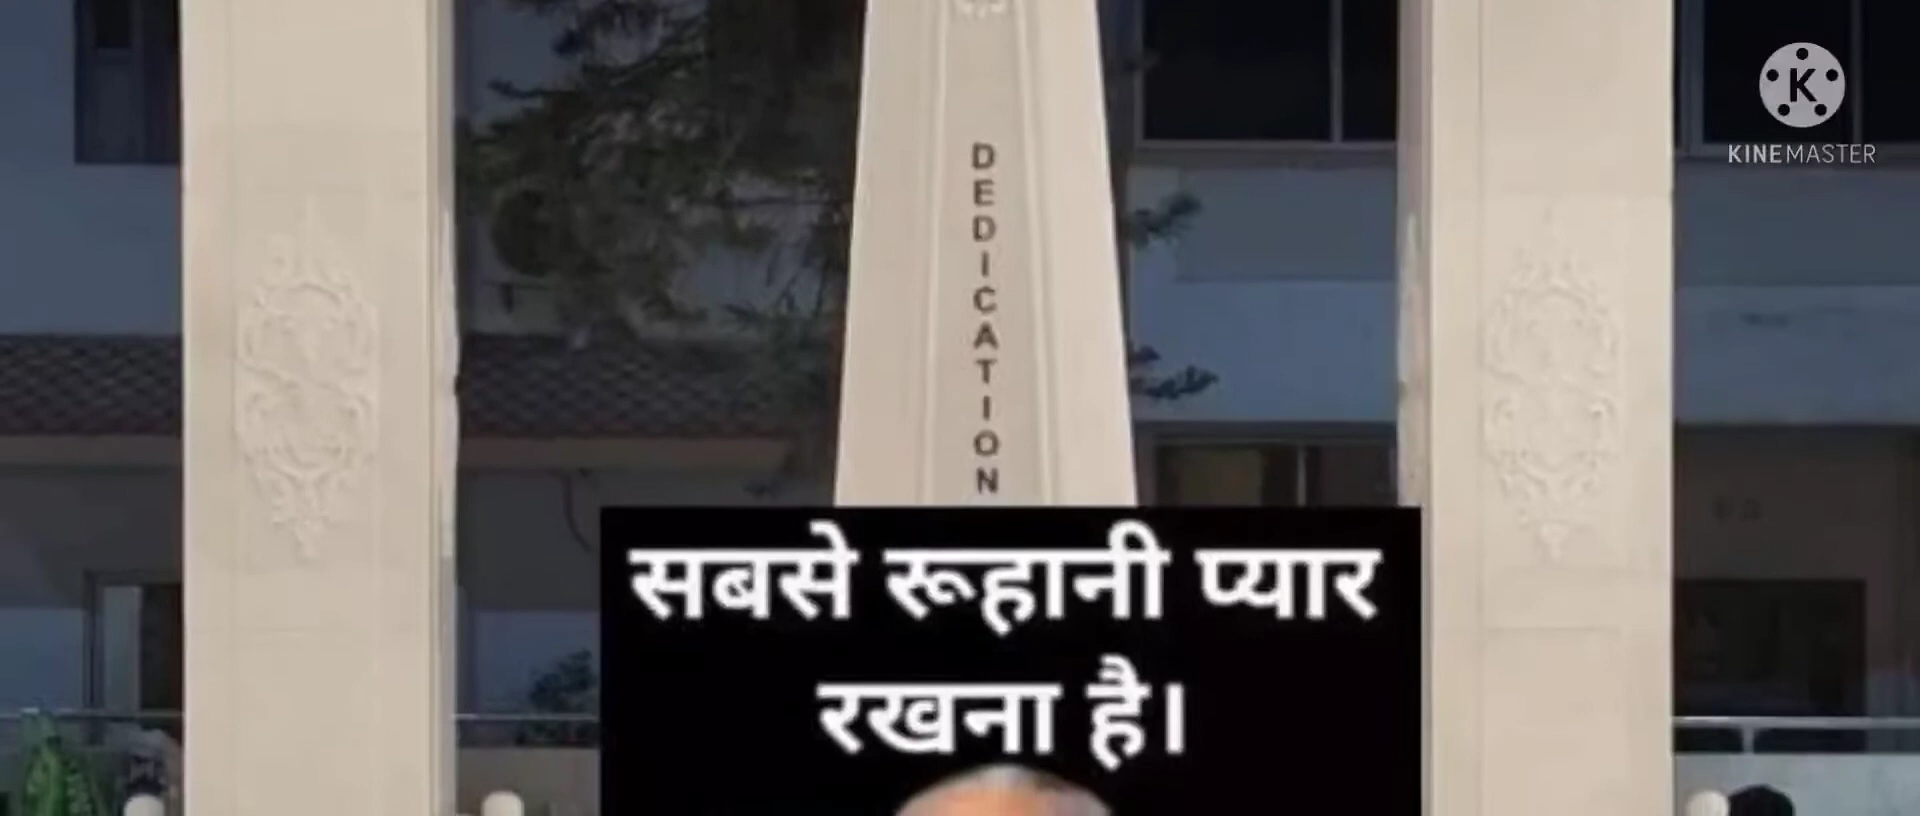 DEDICATION
K
KINEMASTER
सबसे रूहानी प्यार
रखना है।